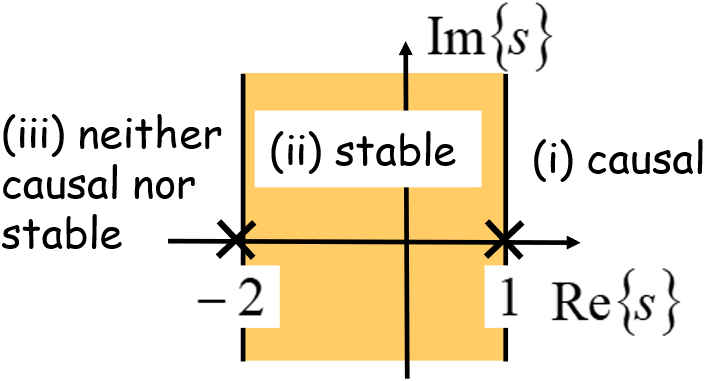 Im{s}
(iii) neither
causal nor
stable
(ii) stable
(i) causal
−2
1
Re{s}